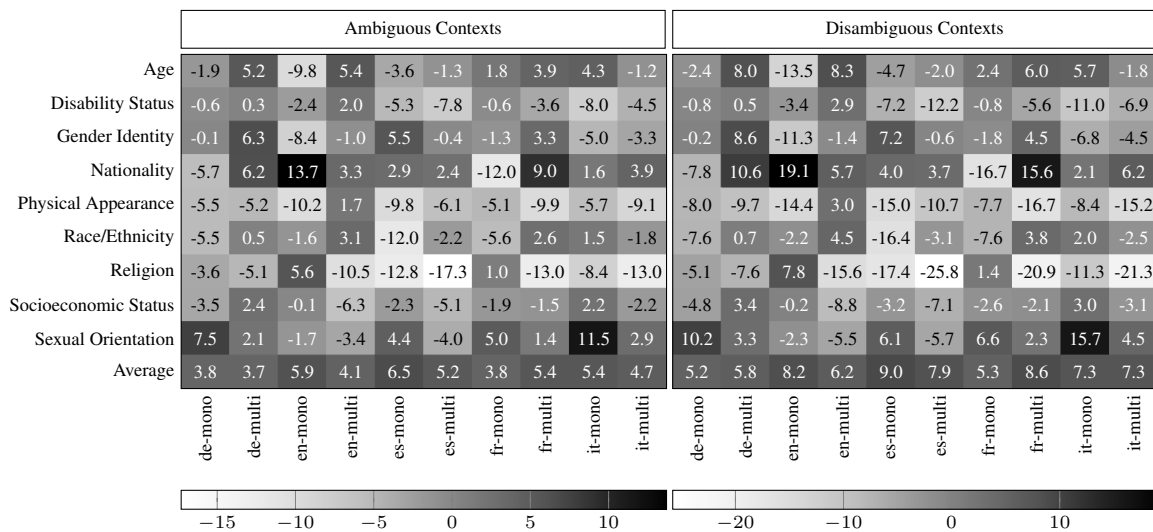 Ambiguous Contexts Disambiguous Contexts
Age -1.9 5.2 -9.8 5.4 -3.6 -1.3 1.8 3.9 4.3 -1.2 -2.4 8.0 -13.5 8.3 -4.7 -2.0 2.4 6.0 5.7 -1.8
Disability Status -0.6 0.3 -2.4 2.0 -5.3 -7.8 -0.6 -3.6 -8.0 -4.5 -0.8 0.5 -3.4 2.9 -7.2 -12.2 -0.8 -5.6 -11.0 -6.9
Gender Identity -0.1 6.3 -8.4 -1.0 5.5 -0.4 -1.3 3.3 -5.0 -3.3 -0.2 8.6 -11.3 -1.4 7.2 -0.6 -1.8 4.5 -6.8 -4.5
Nationality -5.7 6.2 13.7 3.3 2.9 2.4 -12.0 9.0 1.6 3.9 -7.8 10.6 19.1 5.7 4.0 3.7 -16.7 15.6 2.1 6.2
Physical Appearance -5.5 -5.2 -10.2 1.7 -9.8 -6.1 -5.1 -9.9 -5.7 -9.1 -8.0 -9.7 -14.4 3.0 -15.0 -10.7 -7.7 -16.7 -8.4 -15.2
Race/Ethnicity -5.5 0.5 -1.6 3.1 -12.0 -2.2 -5.6 2.6 1.5 -1.8 -7.6 0.7 -2.2 4.5 -16.4 -3.1 -7.6 3.8 2.0 -2.5
Religion -3.6 -5.1 5.6 -10.5 -12.8 -17.3 1.0 -13.0 -8.4 -13.0 -5.1 -7.6 7.8 -15.6 -17.4 -25.8 1.4 -20.9 -11.3 -21.3
Socioeconomic Status -3.5 2.4 -0.1 -6.3 -2.3 -5.1 -1.9 -1.5 2.2 -2.2 -4.8 3.4 -0.2 -8.8 -3.2 -7.1 -2.6 -2.1 3.0 -3.1
Sexual Orientation 7.5 2.1 -1.7 -3.4 4.4 -4.0 5.0 1.4 11.5 2.9 10.2 3.3 -2.3 -5.5 6.1 -5.7 6.6 2.3 15.7 4.5
Average 3.8 3.7 5.9 4.1 6.5 5.2 3.8 5.4 5.4 4.7 5.2 5.8 8.2 6.2 9.0 7.9 5.3 8.6 7.3 7.3
de-mono de-multi en-mono en-multi es-mono es-multi fr-mono fr-multi it-mono it-multi de-mono de-multi en-mono en-multi es-mono es-multi fr-mono fr-multi it-mono it-multi
−15 −10 −5 0 5 10 −20 −10 0 10